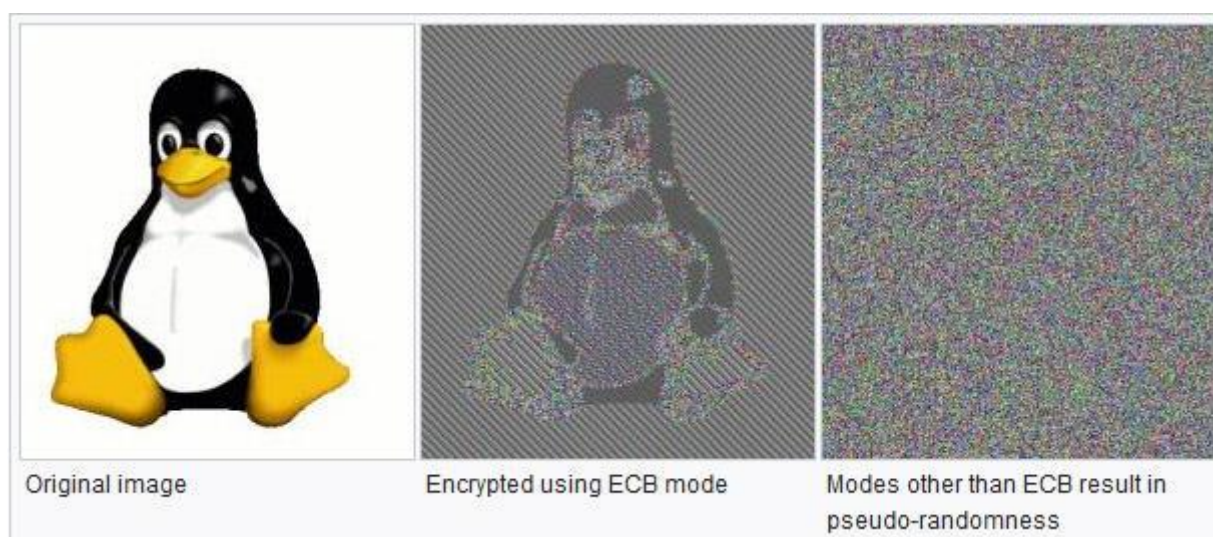 Original image
Encrypted using ECB mode
Modes other than ECB result in
pseudo-randomness